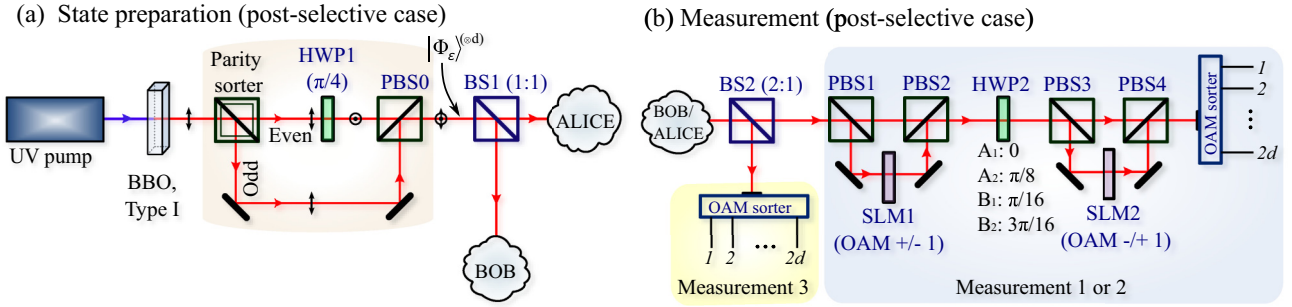 (a) State preparation (post-selective case)
Parity
sorter
HWP1
(π/4)
PBS0
|Φε⟩^(⊗d)
BS1 (1:1)
ALICE
UV pump
BBO,
Type I
Even
Odd
BOB
(b) Measurement (post-selective case)
BS2 (2:1)
PBS1
PBS2
HWP2
PBS3
PBS4
OAM sorter
1
2
⋮
2d
BOB/
ALICE
SLM1
(OAM +/- 1)
A1: 0
A2: π/8
B1: π/16
B2: 3π/16
SLM2
(OAM -/+ 1)
OAM sorter
1 2 ... 2d
Measurement 3
Measurement 1 or 2